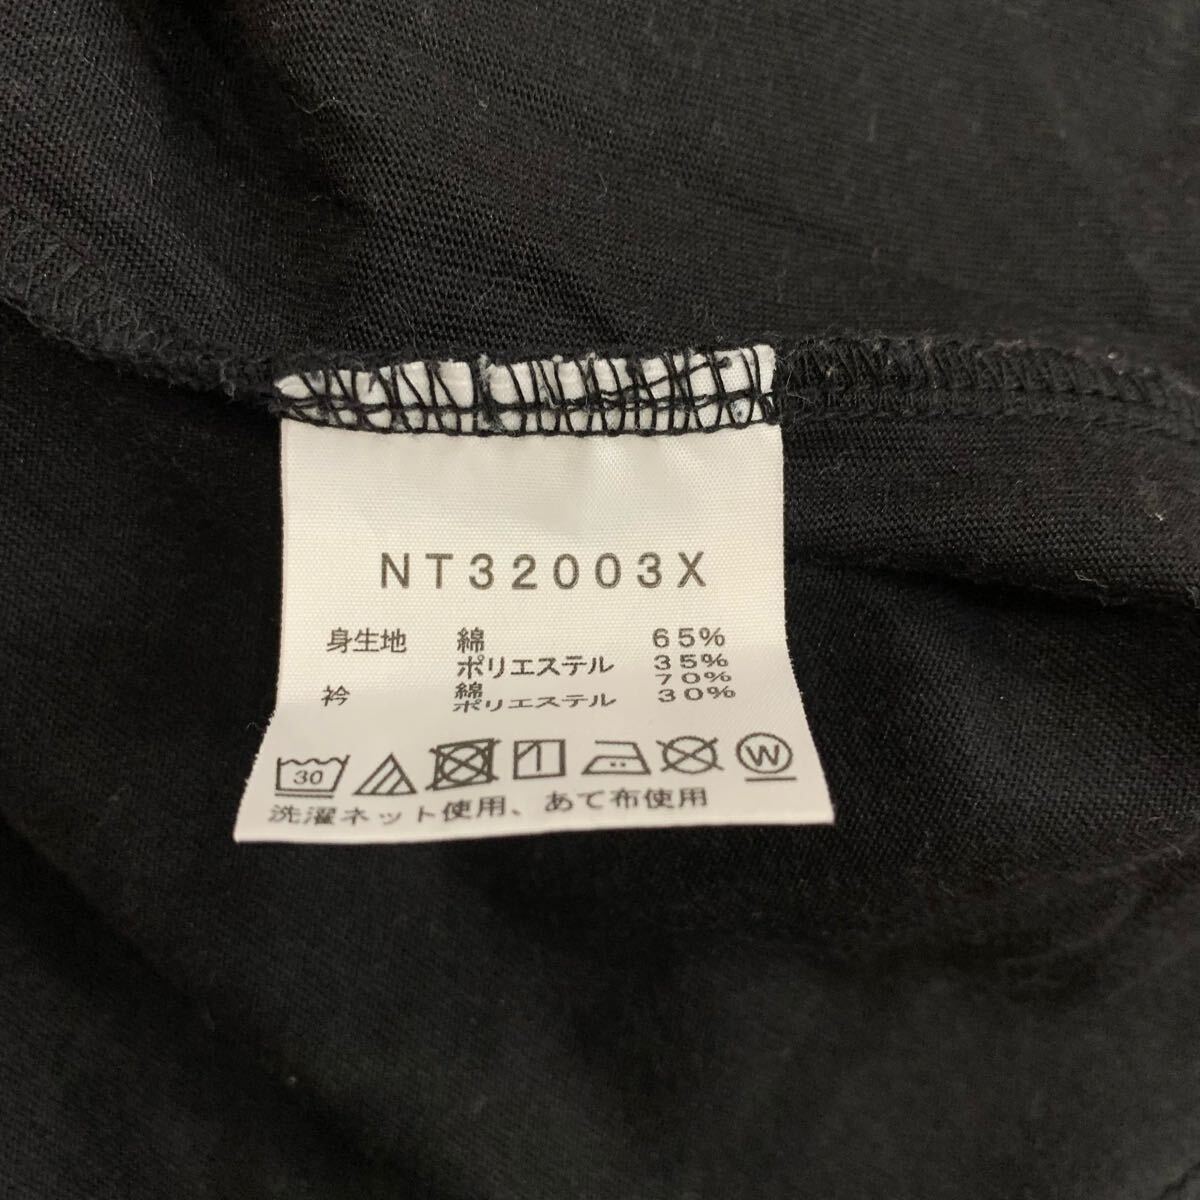 NT32003X
身生地 綿 65%
ポリエステル 35%
衿 綿 70%
ポリエステル 30%
30 W
洗濯ネット使用、あて布使用